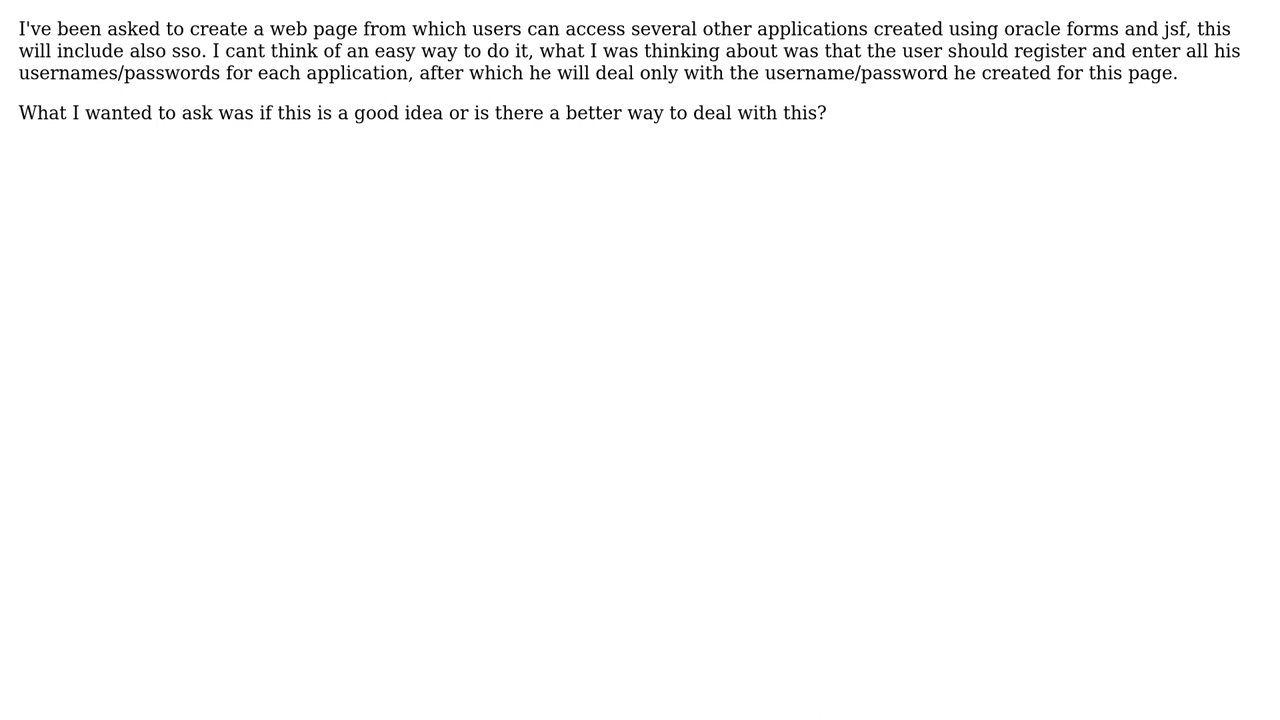 I've been asked to create a web page from which users can access several other applications created using oracle forms and jsf, this
will include also sso. I cant think of an easy way to do it, what I was thinking about was that the user should register and enter all his
usernames/passwords for each application, after which he will deal only with the username/password he created for this page.
What I wanted to ask was if this is a good idea or is there a better way to deal with this?